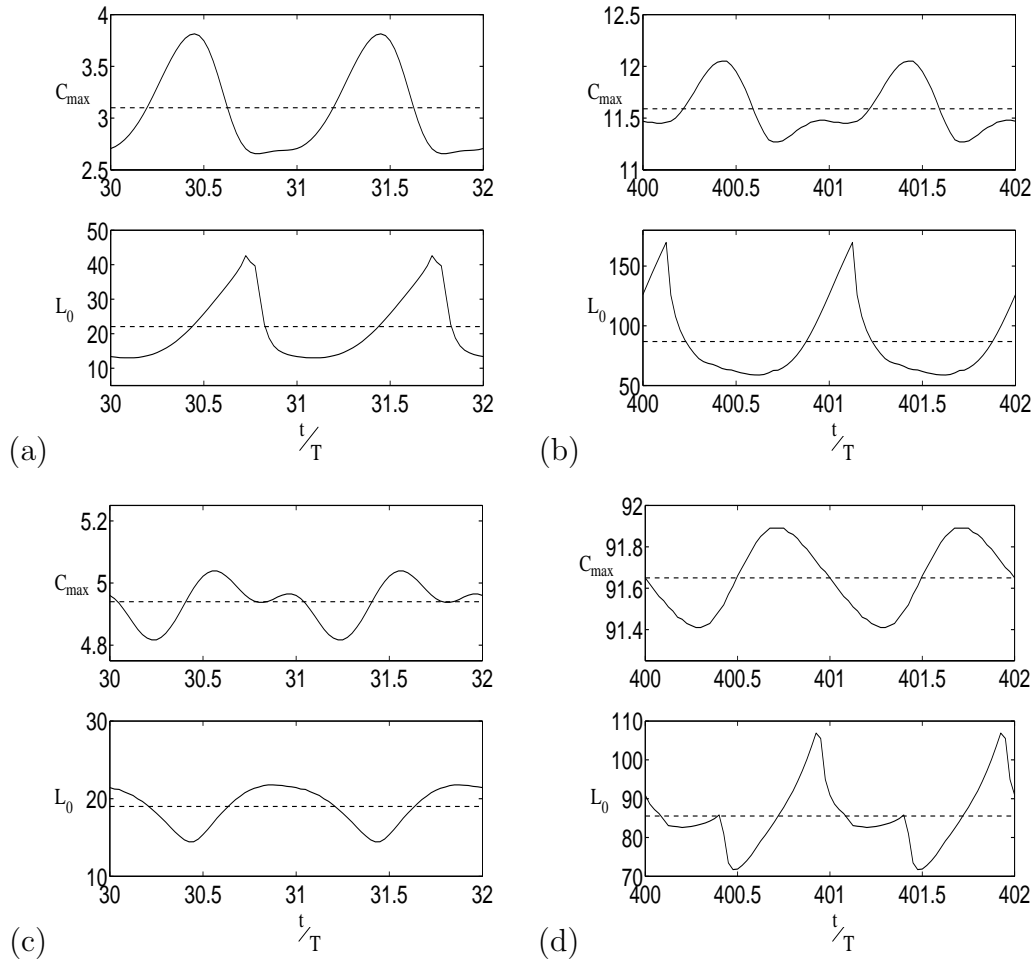 4
3.5
C_max
3
2.5
30 30.5 31 31.5 32
50
40
L_0
30
20
10
30 30.5 31 31.5 32
t/T
(a)
12.5
12
C_max
11.5
11
400 400.5 401 401.5 402
150
L_0
100
50
400 400.5 401 401.5 402
t/T
(b)
5.2
C_max
5
4.8
30 30.5 31 31.5 32
30
L_0
20
10
30 30.5 31 31.5 32
t/T
(c)
92
91.8
C_max
91.6
91.4
400 400.5 401 401.5 402
110
100
L_0
90
80
70
400 400.5 401 401.5 402
t/T
(d)